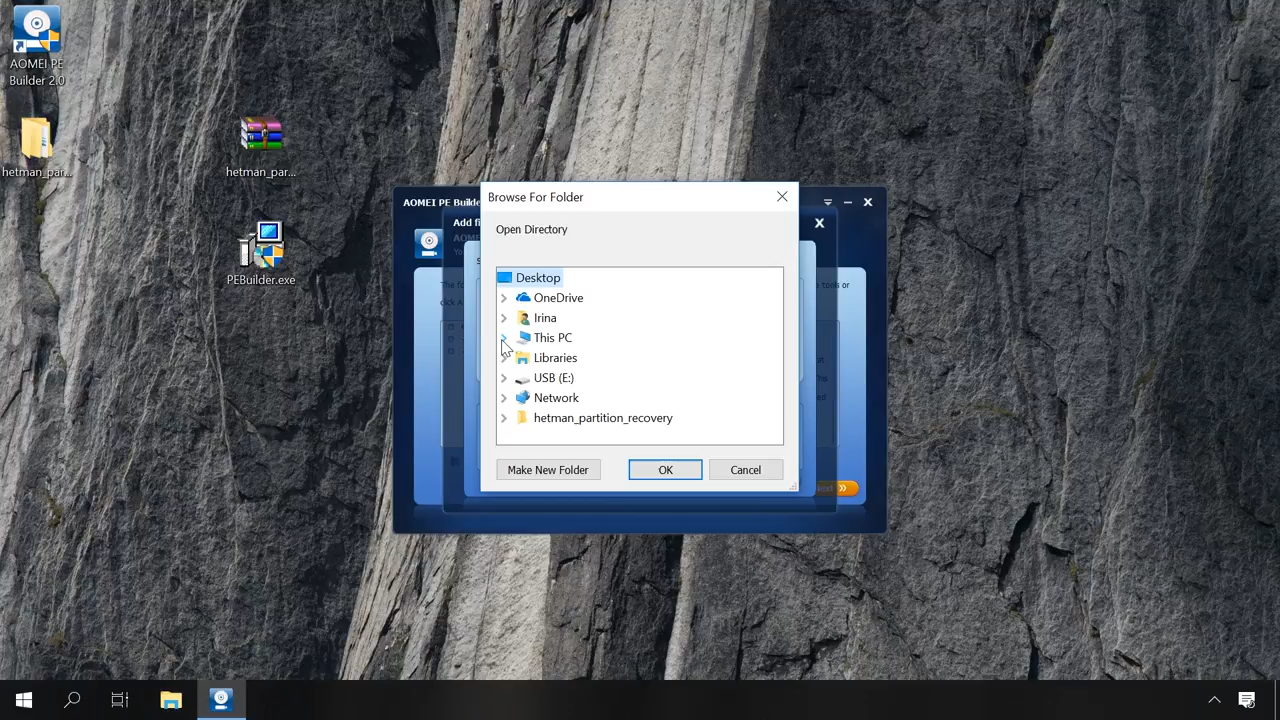 AOMEI PE
Builder 2.0
hetman_par...
hetman_par...
PEBuilder.exe
AOMEI PE Builde
Add fi
Browse For Folder
Open Directory
Desktop
OneDrive
Irina
This PC
Libraries
USB (E:)
Network
hetman_partition_recovery
Make New Folder
OK
Cancel